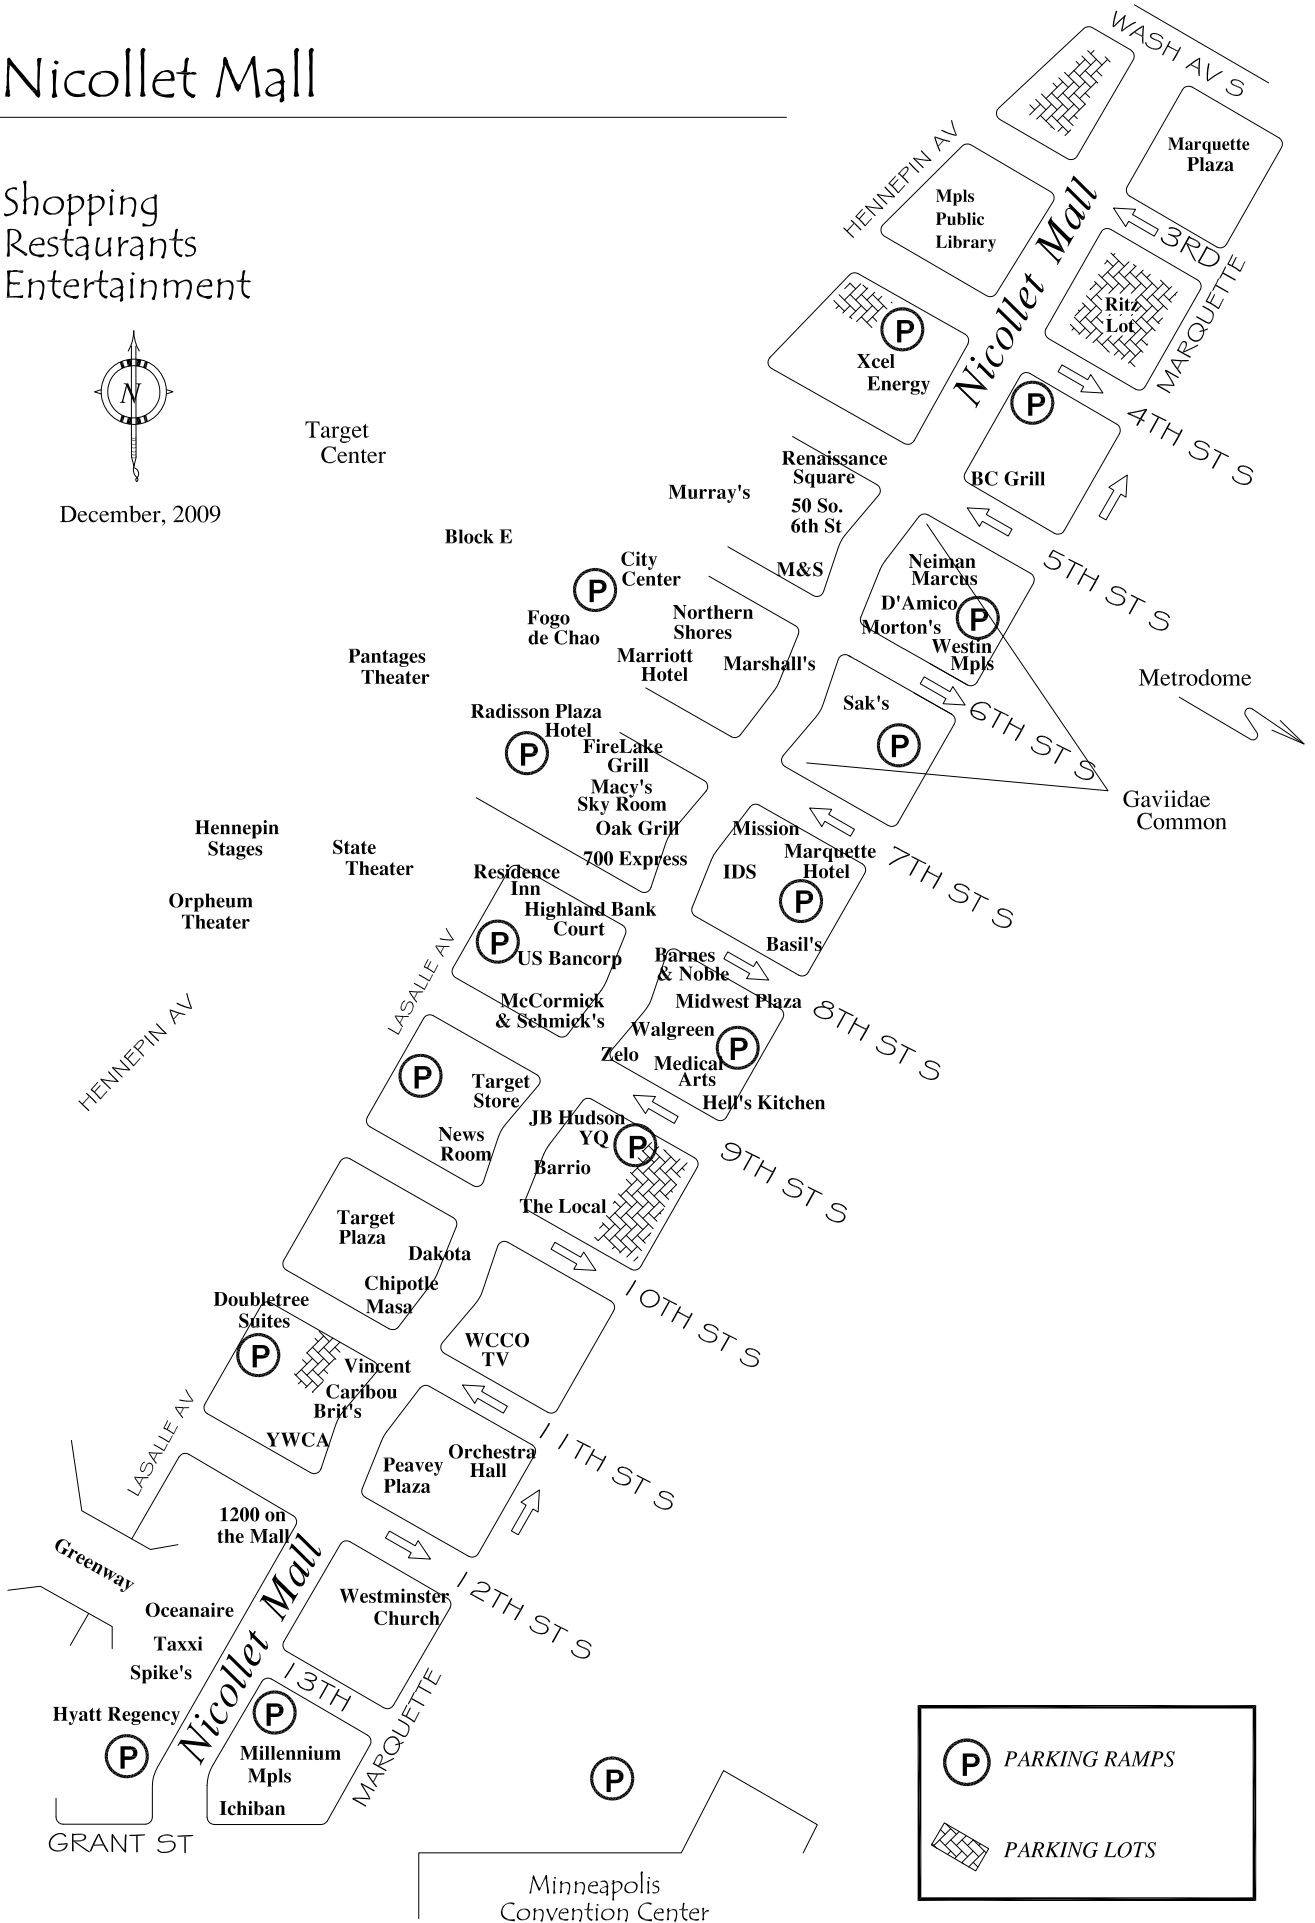 Nicollet Mall
Shopping
Restaurants
Entertainment
N
December, 2009
WASH AV S
Marquette
Plaza
HENNEPIN AV
Mpls
Public
Library
Nicollet Mall
3RD
MARQUETTE
Ritz
Lot
P
Xcel
Energy
P
4TH ST S
BC Grill
Target
Center
Renaissance
Square
Murray's
50 So.
6th St
M&S
Block E
5TH ST S
Neiman
Marcus
D'Amico
P
Morton's
Westin
Mpls
City
Center
P
Fogo
de Chao
Northern
Shores
Marriott
Hotel
Marshall's
Pantages
Theater
Metrodome
Sak's
P
6TH ST S
Gaviidae
Common
Radisson Plaza
Hotel
P
FireLake
Grill
Macy's
Sky Room
Oak Grill
700 Express
Mission
Marquette
Hotel
IDS
P
Basil's
7TH ST S
Hennepin
Stages
State
Theater
Orpheum
Theater
Residence
Inn
Highland Bank
Court
P
US Bancorp
McCormick
& Schmick's
LASALLE AV
HENNEPIN AV
Barnes
& Noble
Midwest Plaza
Walgreen
P
Zelo
Medical
Arts
Hell's Kitchen
8TH ST S
P
Target
Store
News
Room
JB Hudson
YQ
P
Barrio
The Local
9TH ST S
Target
Plaza
Dakota
Chipotle
Masa
10TH ST S
WCCO
TV
Doubletree
Suites
P
Vincent
Caribou
Brit's
YWCA
LASALLE AV
11TH ST S
Orchestra
Hall
Peavey
Plaza
1200 on
the Mall
Greenway
Nicollet Mall
12TH ST S
Westminster
Church
Oceanaire
Taxxi
Spike's
Hyatt Regency
P
13TH
MARQUETTE
P
Millennium
Mpls
Ichiban
GRANT ST
P
Minneapolis
Convention Center
P PARKING RAMPS
PARKING LOTS